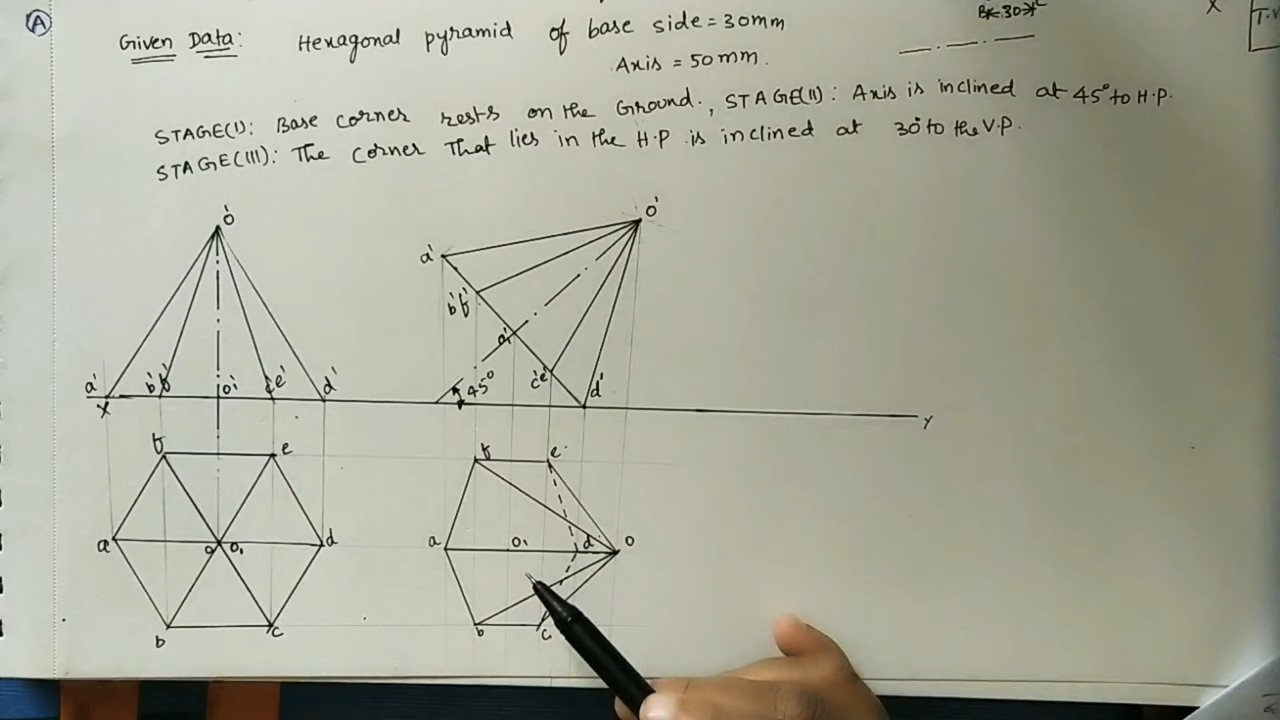 A
Given Data: Hexagonal pyramid of base side = 30mm
Axis = 50mm.
STAGE(I): Base corner rests on the Ground., STAGE(II): Axis is inclined at 45° to H.P.
STAGE(III): The corner That lies in the H.P is inclined at 30° to the V.P.
X
T.
o'
o'
a'
b'f'
o1'
45°
c'e'
d'
a' b'f' o1' c'e' d'
X
Y
f e
f e
a o o1 d
a o1 d o
b c
b c